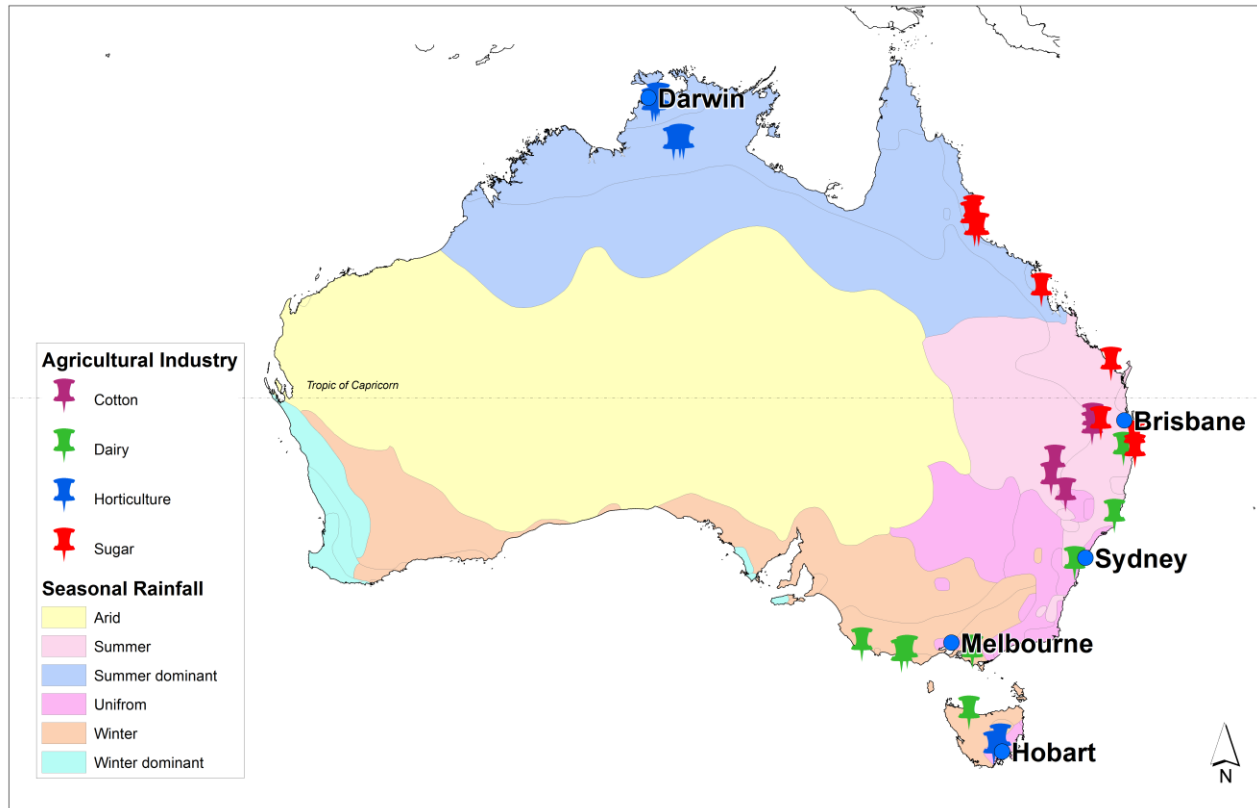 Darwin
Tropic of Capricorn
Brisbane
Sydney
Melbourne
Hobart
Agricultural Industry
Cotton
Dairy
Horticulture
Sugar
Seasonal Rainfall
Arid
Summer
Summer dominant
Unifrom
Winter
Winter dominant
N